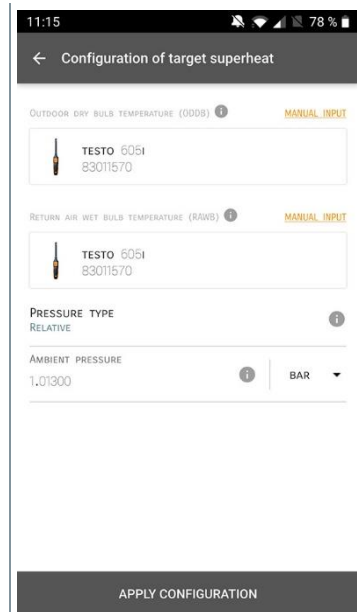 11:15 78 %
Configuration of target superheat
OUTDOOR DRY BULB TEMPERATURE (ODDB) i MANUAL INPUT
TESTO 605I
83011570
RETURN AIR WET BULB TEMPERATURE (RAWB) i MANUAL INPUT
TESTO 605I
83011570
PRESSURE TYPE i
RELATIVE
AMBIENT PRESSURE
1.01300 i BAR
APPLY CONFIGURATION